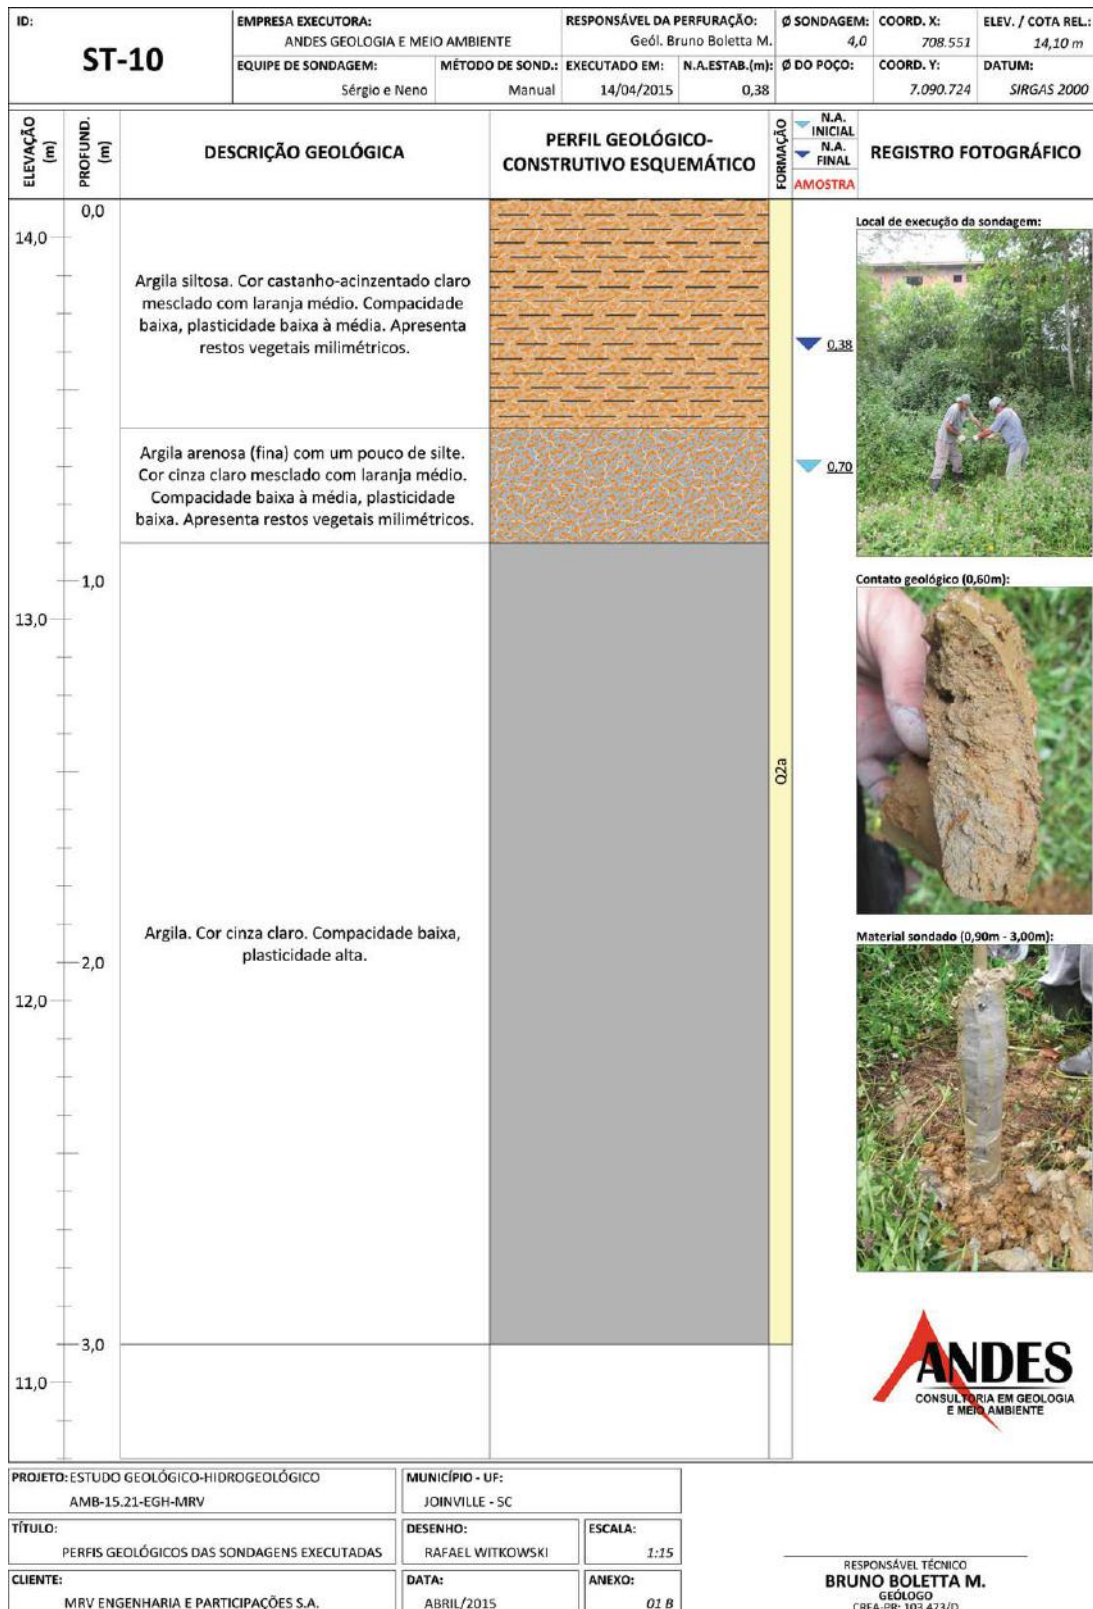 ID:
ST-10
EMPRESA EXECUTORA:
ANDES GEOLOGIA E MEIO AMBIENTE
RESPONSÁVEL DA PERFURAÇÃO:
Geól. Bruno Boletta M.
Ø SONDAGEM:
4,0
COORD. X:
708.551
ELEV. / COTA REL.:
14,10 m
EQUIPE DE SONDAGEM:
Sérgio e Neno
MÉTODO DE SOND.:
Manual
EXECUTADO EM:
14/04/2015
N.A.ESTAB.(m):
0,38
Ø DO POÇO:
COORD. Y:
7.090.724
DATUM:
SIRGAS 2000
ELEVAÇÃO
(m)
PROFUND.
(m)
DESCRIÇÃO GEOLÓGICA
PERFIL GEOLÓGICO-
CONSTRUTIVO ESQUEMÁTICO
FORMAÇÃO
N.A.
INICIAL
N.A.
FINAL
AMOSTRA
REGISTRO FOTOGRÁFICO
0,0
14,0
Argila siltosa. Cor castanho-acinzentado claro
mesclado com laranja médio. Compacidade
baixa, plasticidade baixa à média. Apresenta
restos vegetais milimétricos.
0,38
Local de execução da sondagem:
Argila arenosa (fina) com um pouco de silte.
Cor cinza claro mesclado com laranja médio.
Compacidade baixa à média, plasticidade
baixa. Apresenta restos vegetais milimétricos.
0,70
1,0
13,0
Contato geológico (0,60m):
Q2a
Argila. Cor cinza claro. Compacidade baixa,
plasticidade alta.
2,0
12,0
Material sondado (0,90m - 3,00m):
3,0
11,0
ANDES
CONSULTORIA EM GEOLOGIA
E MEIO AMBIENTE
PROJETO: ESTUDO GEOLÓGICO-HIDROGEOLÓGICO
AMB-15.21-EGH-MRV
MUNICÍPIO - UF:
JOINVILLE - SC
TÍTULO:
PERFIS GEOLÓGICOS DAS SONDAGENS EXECUTADAS
DESENHO:
RAFAEL WITKOWSKI
ESCALA:
1:15
CLIENTE:
MRV ENGENHARIA E PARTICIPAÇÕES S.A.
DATA:
ABRIL/2015
ANEXO:
01 B
RESPONSÁVEL TÉCNICO
BRUNO BOLETTA M.
GEÓLOGO
CREA-PR: 103.473/D